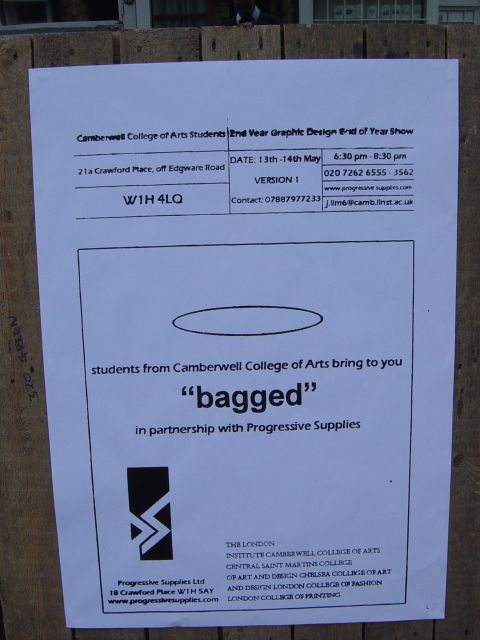 Camberwell College of Arts Students 2nd Year Graphic Design End of Year Show
21a Crawford Place, off Edgware Road
W1H 4LQ
DATE: 13th -14th May
VERSION 1
Contact: 07887977233
6:30 pm - 8:30 pm
020 7262 6555 - 3562
www.progressive supplies.com
j.lim6@camb.linst.ac.uk
students from Camberwell College of Arts bring to you
“bagged”
in partnership with Progressive Supplies
Progressive Supplies Ltd
18 Crawford Place W1H 5AY
www.progressivesupplies.com
THE LONDON
INSTITUTE CAMBERWELL COLLEGE OF ARTS
CENTRAL SAINT MARTINS COLLEGE
OF ART AND DESIGN CHELSEA COLLEGE OF ART
AND DESIGN LONDON COLLEGE OF FASHION
LONDON COLLEGE OF PRINTING
GREEN